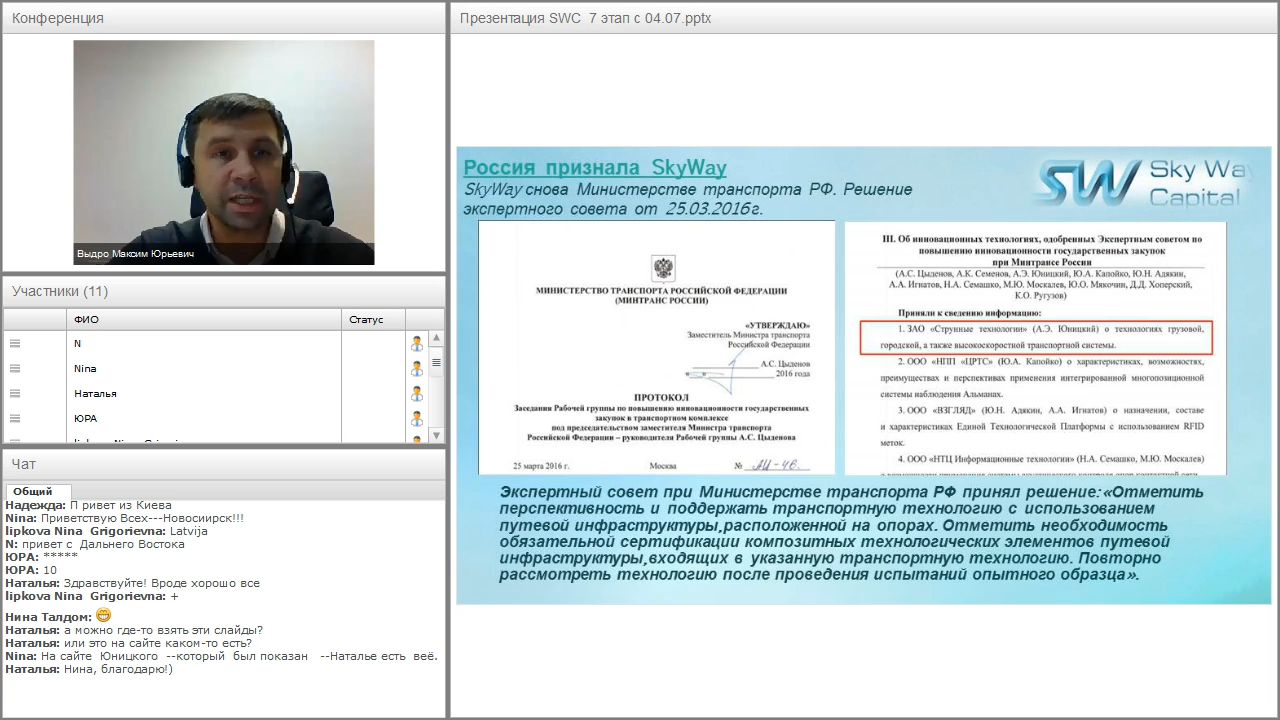 Конференция
Выдро Максим Юрьевич
Участники (11)
ФИО Статус
N
Nina
Наталья
ЮРА
Чат
Общий
Надежда: П ривет из Киева
Nina: Приветствую Всех---Новосиирск!!!
lipkova Nina Grigorievna: Latvija
N: привет с Дальнего Востока
ЮРА: *****
ЮРА: 10
Наталья: Здравствуйте! Вроде хорошо все
lipkova Nina Grigorievna: +
Нина Талдом:
Наталья: а можно где-то взять эти слайды?
Наталья: или это на сайте каком-то есть?
Nina: На сайте Юницкого --который был показан --Наталье есть веё.
Наталья: Нина, благодарю!)
Презентация SWC 7 этап с 04.07.pptx
Россия признала SkyWay
SkyWay снова Министерстве транспорта РФ. Решение
экспертного совета от 25.03.2016г.
SW Sky Way
Capital
МИНИСТЕРСТВО ТРАНСПОРТА РОССИЙСКОЙ ФЕДЕРАЦИИ
(МИНТРАНС РОССИИ)
«УТВЕРЖДАЮ»
Заместитель Министра транспорта
Российской Федерации
А.С. Цыденов
2016 года
ПРОТОКОЛ
Заседания Рабочей группы по повышению инновационности государственных
закупок в транспортном комплексе
под председательством заместителя Министра транспорта
Российской Федерации – руководителя Рабочей группы А.С. Цыденова
25 марта 2016 г. Москва №
III. Об инновационных технологиях, одобренных Экспертным советом по
повышению инновационности государственных закупок
при Минтрансе России
(А.С. Цыденов, А.К. Семенов, А.Э. Юницкий, Ю.А. Капойко, Ю.Н. Адякин,
А.А. Игнатов, Н.А. Семашко, М.Ю. Москалев, Ю.О. Мякочин, Д.Д. Хоперский,
К.О. Ругузов)
Приняли к сведению информацию:
1. ЗАО «Струнные технологии» (А.Э. Юницкий) о технологиях грузовой,
городской, а также высокоскоростной транспортной системы.
2. ООО «НПП «ЦРТС» (Ю.А. Капойко) о характеристиках, возможностях,
преимуществах и перспективах применения интегрированной многопозиционной
системы наблюдения Альманах.
3. ООО «ВЗГЛЯД» (Ю.Н. Адякин, А.А. Игнатов) о назначении, составе
и характеристиках Единой Технологической Платформы с использованием RFID
меток.
4. ООО «НТЦ Информационные технологии» (Н.А. Семашко, М.Ю. Москалев)
Экспертный совет при Министерстве транспорта РФ принял решение:«Отметить
перспективность и поддержать транспортную технологию с использованием
путевой инфраструктуры,расположенной на опорах. Отметить необходимость
обязательной сертификации композитных технологических элементов путевой
инфраструктуры,входящих в указанную транспортную технологию. Повторно
рассмотреть технологию после проведения испытаний опытного образца».